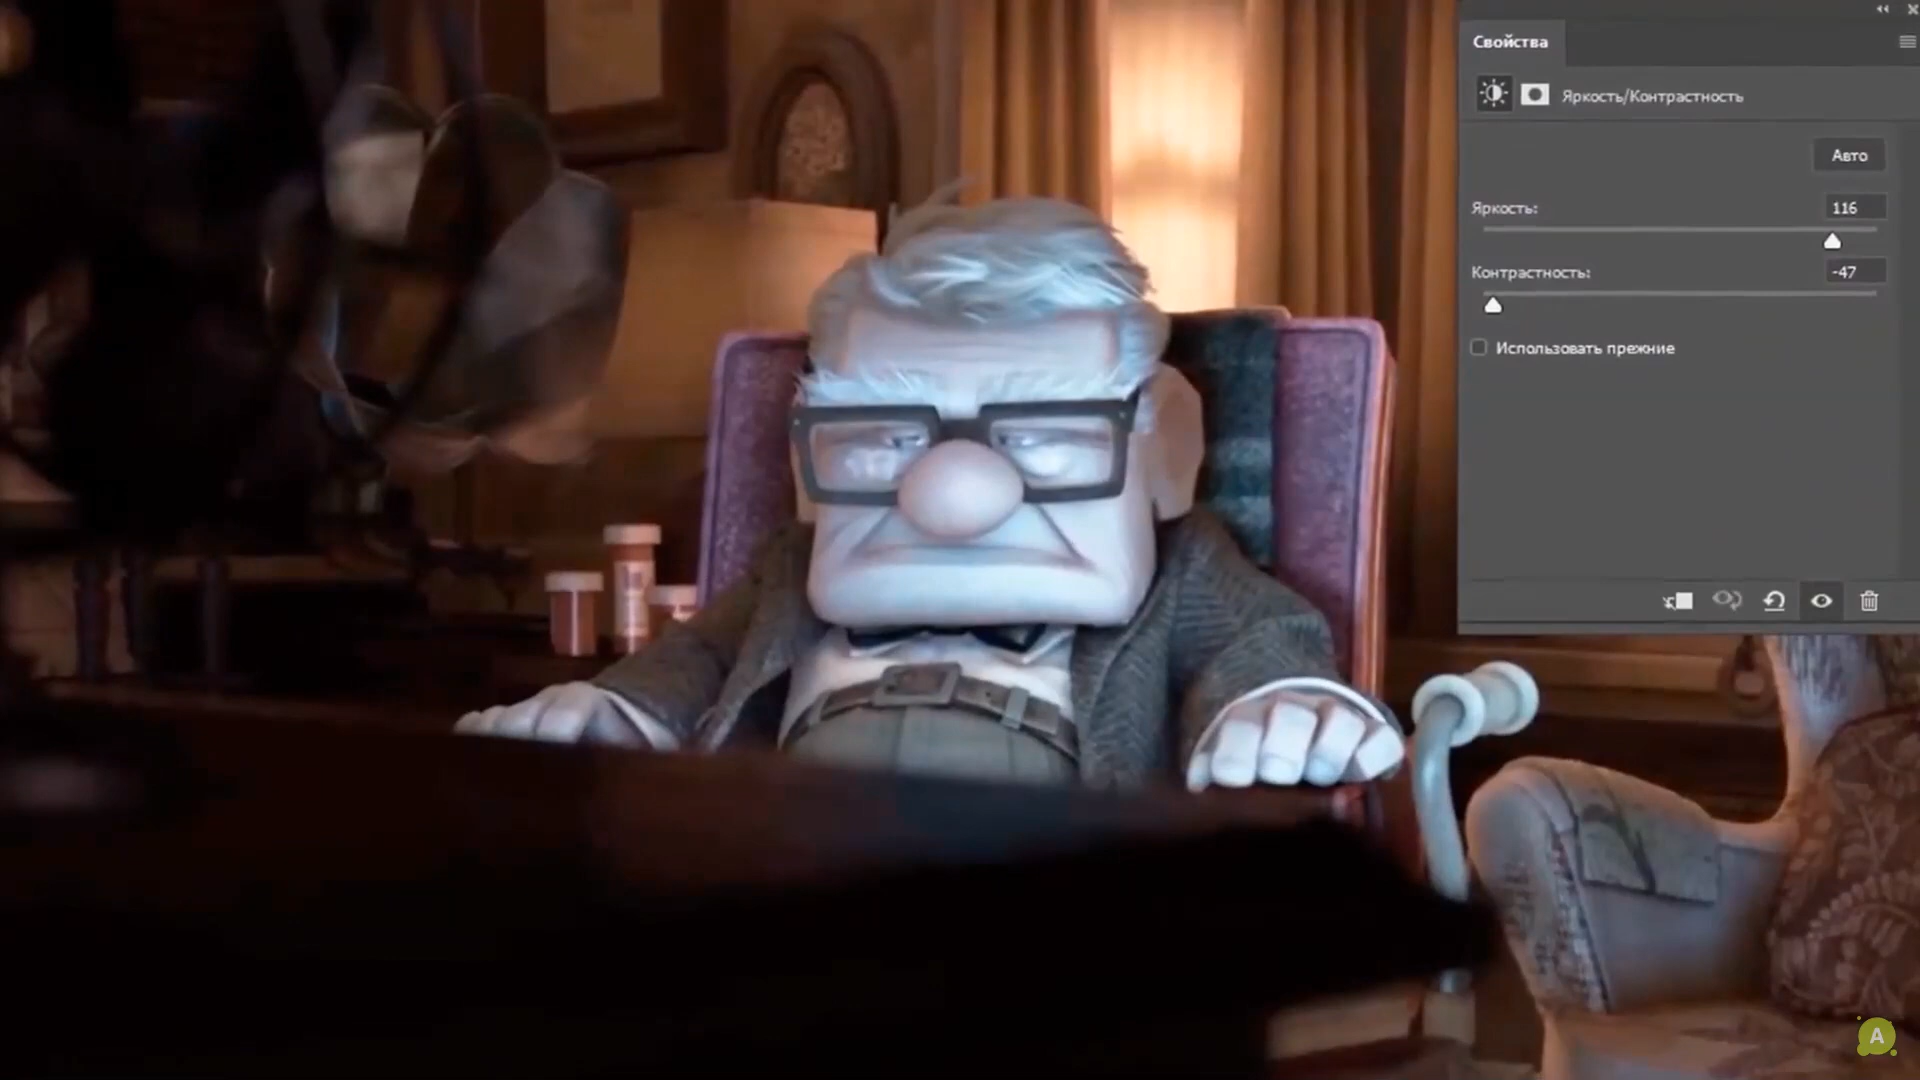 Свойства
Яркость/Контрастность
Авто
Яркость: 116
Контрастность: -47
Использовать прежние
A